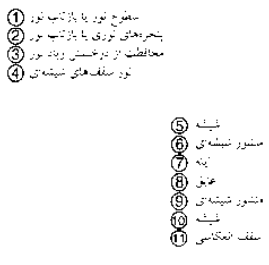 ① سطوح نور یا بازتاب نور
② پنجره‌های نوری با بازتاب نور
③ محافظت از درخشش زیاد نور
④ نور سقف‌های شیشه‌ای
⑤ شیشه
⑥ منشور شیشه‌ای
⑦ آینه
⑧ عایق
⑨ منشور شیشه‌ای
⑩ شیشه
⑪ سقف انعکاسی